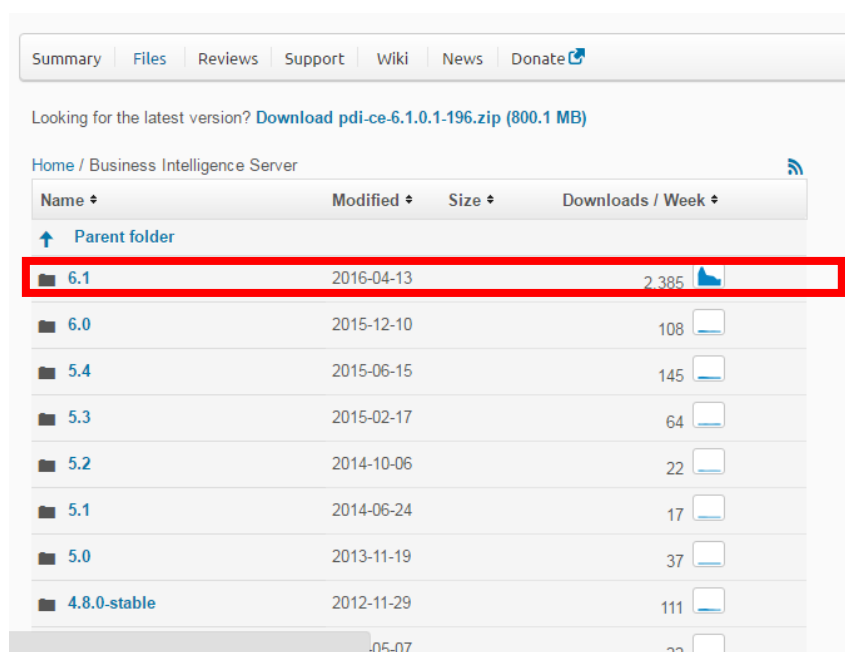 Summary Files Reviews Support Wiki News Donate
Looking for the latest version? Download pdi-ce-6.1.0.1-196.zip (800.1 MB)
Home / Business Intelligence Server
Name Modified Size Downloads / Week
Parent folder
6.1 2016-04-13 2,385
6.0 2015-12-10 108
5.4 2015-06-15 145
5.3 2015-02-17 64
5.2 2014-10-06 22
5.1 2014-06-24 17
5.0 2013-11-19 37
4.8.0-stable 2012-11-29 111
-05-07